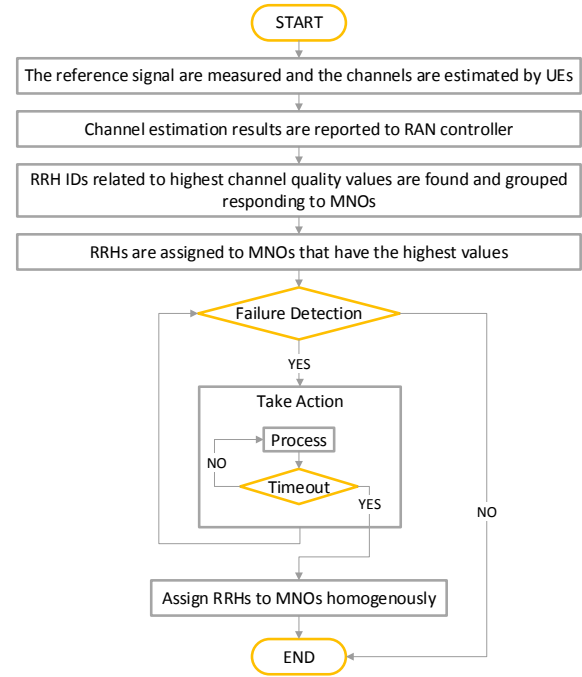 START
The reference signal are measured and the channels are estimated by UEs
Channel estimation results are reported to RAN controller
RRH IDs related to highest channel quality values are found and grouped
responding to MNOs
RRHs are assigned to MNOs that have the highest values
Failure Detection
YES
Take Action
Process
NO
Timeout
YES
NO
Assign RRHs to MNOs homogenously
END